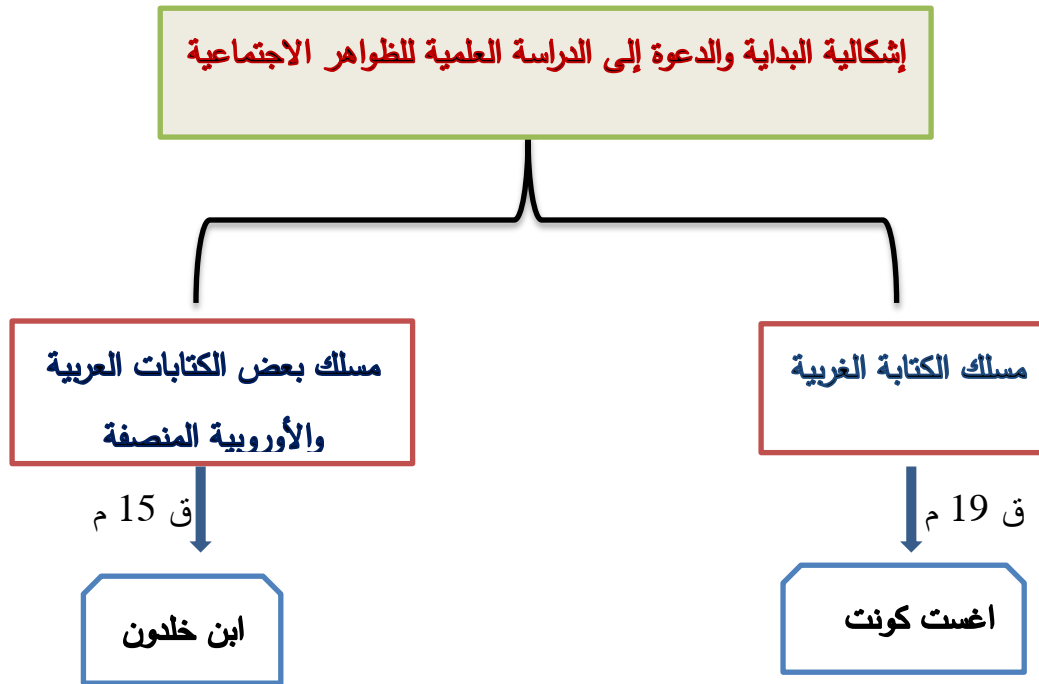 إشكالية البداية والدعوة إلى الدراسة العلمية للظواهر الاجتماعية
مسلك الكتابة الغربية
ق 19 م
اغست كونت
مسلك بعض الكتابات العربية
والأوروبية المنصفة
ق 15 م
ابن خلدون